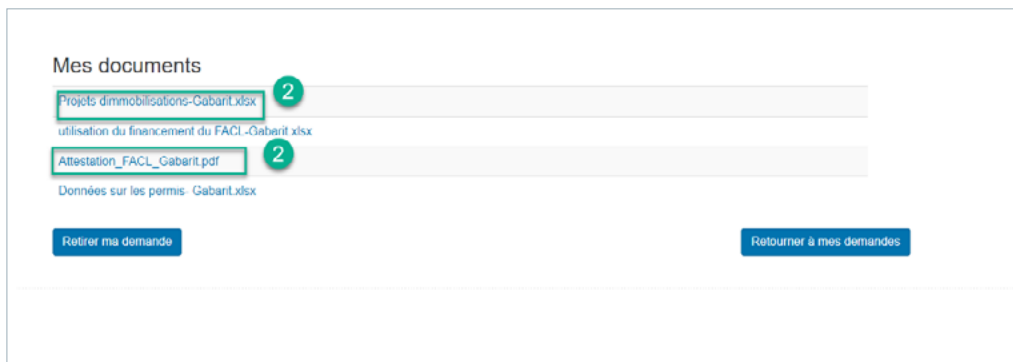 Mes documents
Projets dimmobilisations-Gabarit.xlsx
2
utilisation du financement du FACL-Gabarit.xlsx
Attestation_FACL_Gabarit.pdf
2
Données sur les permis- Gabarit.xlsx
Retirer ma demande
Retourner à mes demandes